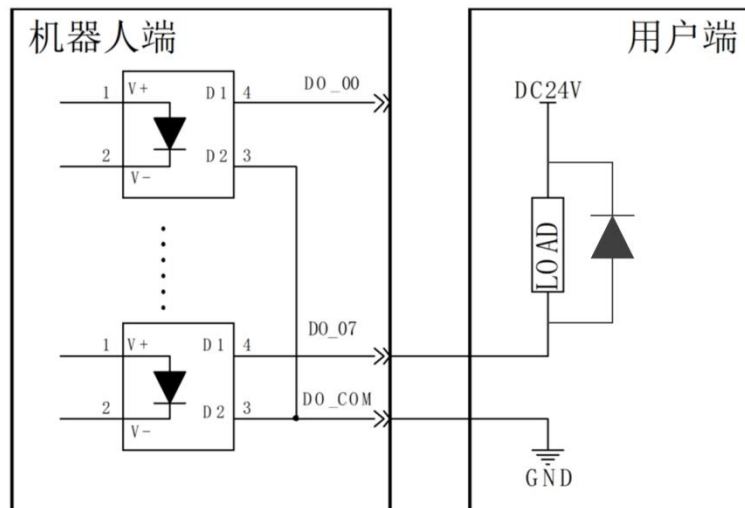 机器人端
用户端
DO_00
1 V+ D1 4
2 V- D2 3
DC24V
LOAD
DO_07
1 V+ D1 4
DO_COM
2 V- D2 3
GND